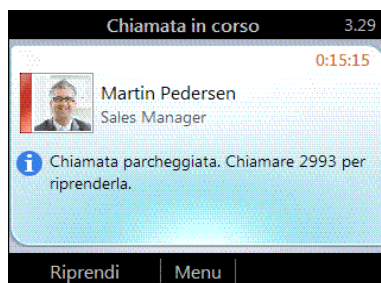 Chiamata in corso 3.29
0:15:15
Martin Pedersen
Sales Manager
Chiamata parcheggiata. Chiamare 2993 per
riprenderla.
Riprendi Menu